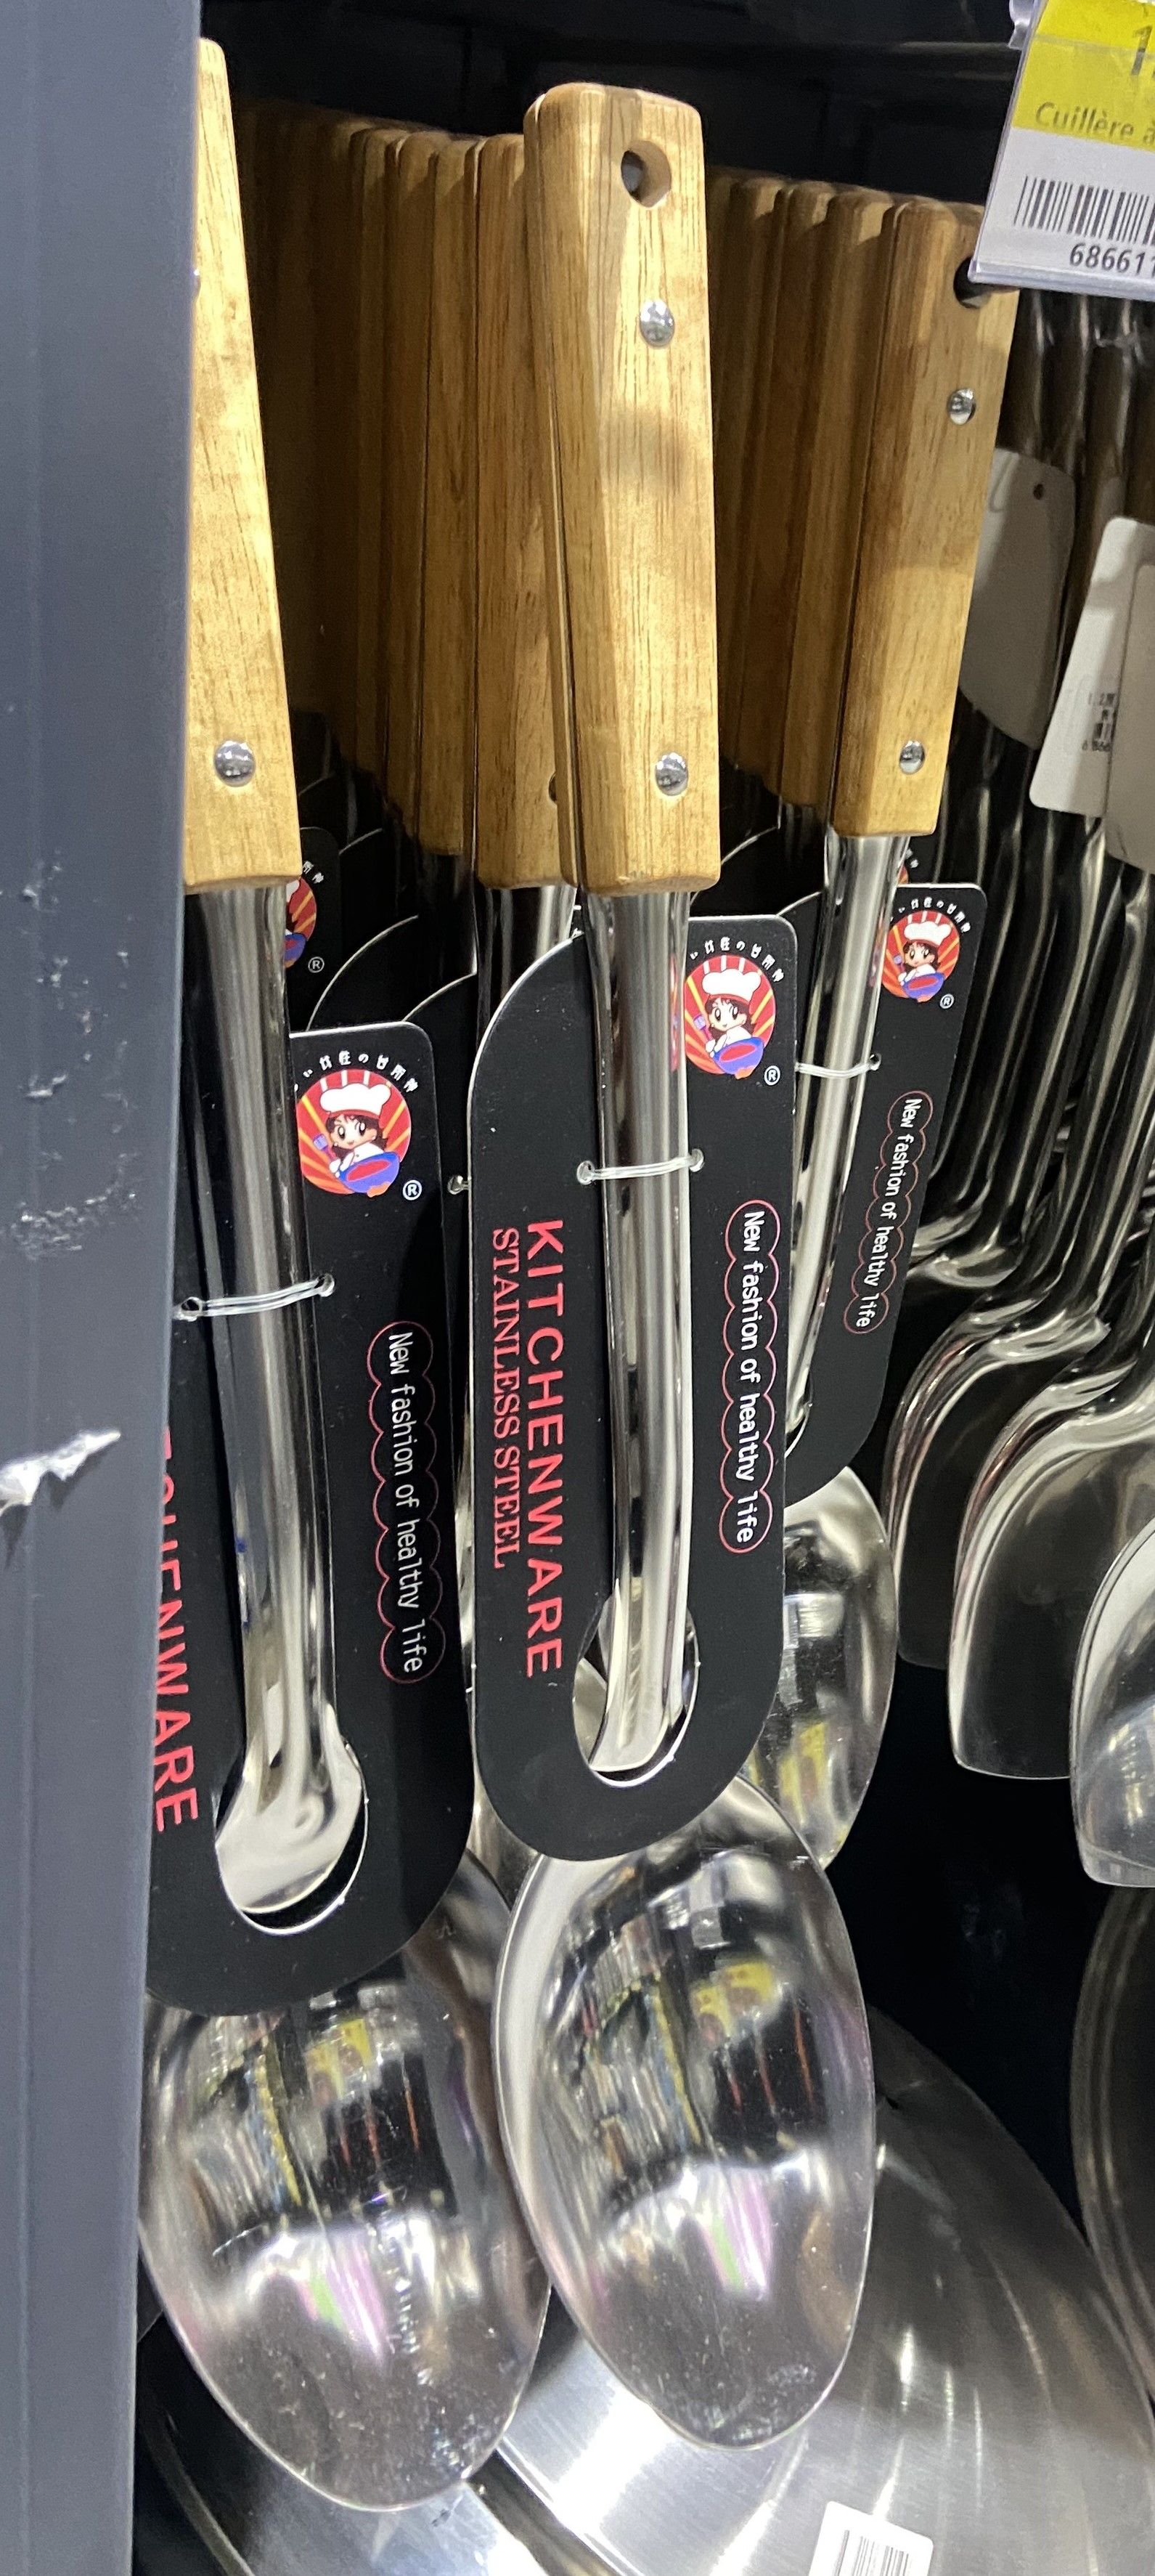 Cuillère à
686611
®
®
®
®
New fashion of healthy life
KITCHENWARE
STAINLESS STEEL
New fashion of healthy life
New fashion of healthy life
KITCHENWARE